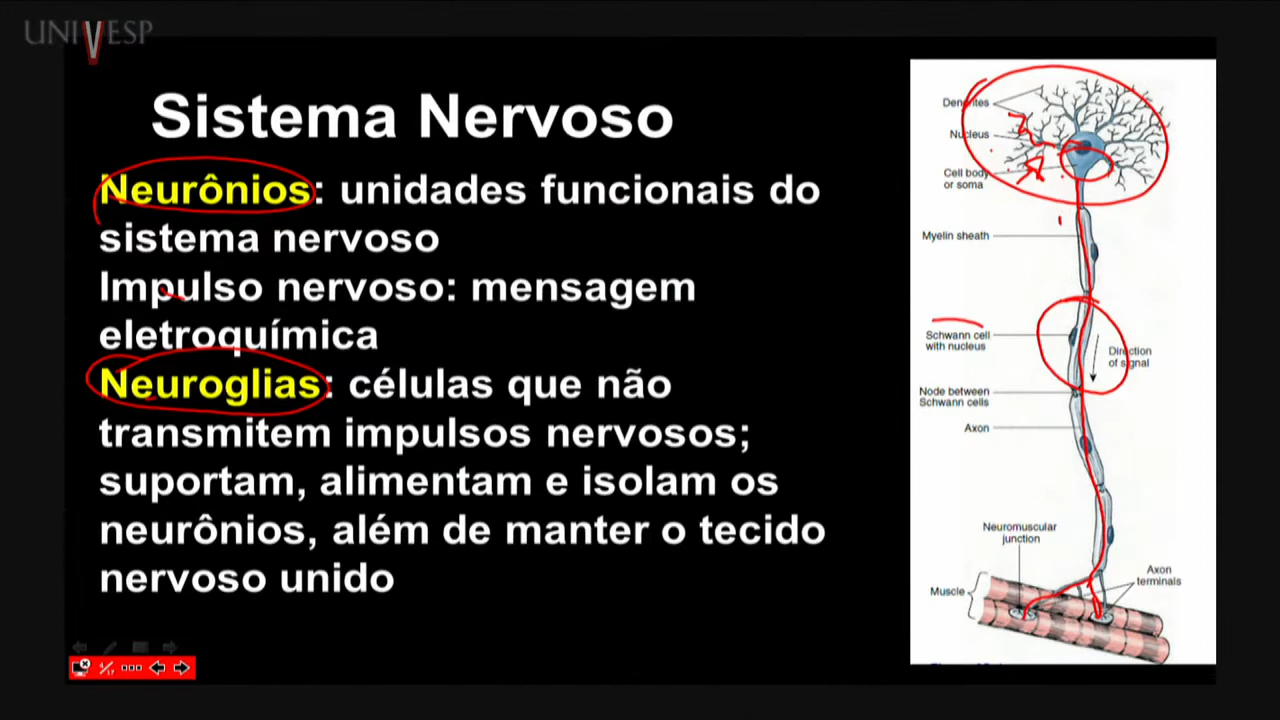 UNIVESP
Sistema Nervoso
Neurônios: unidades funcionais do
sistema nervoso
Impulso nervoso: mensagem
eletroquímica
Neuroglias: células que não
transmitem impulsos nervosos;
suportam, alimentam e isolam os
neurônios, além de manter o tecido
nervoso unido
Dendrites
Nucleus
Cell body
or soma
Myelin sheath
Schwann cell
with nucleus
Direction
of signal
Node between
Schwann cells
Axon
Neuromuscular
junction
Axon
terminals
Muscle